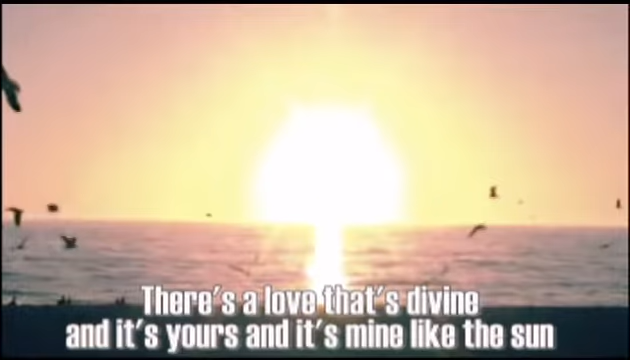 There's a love that's divine
and it's yours and it's mine like the sun